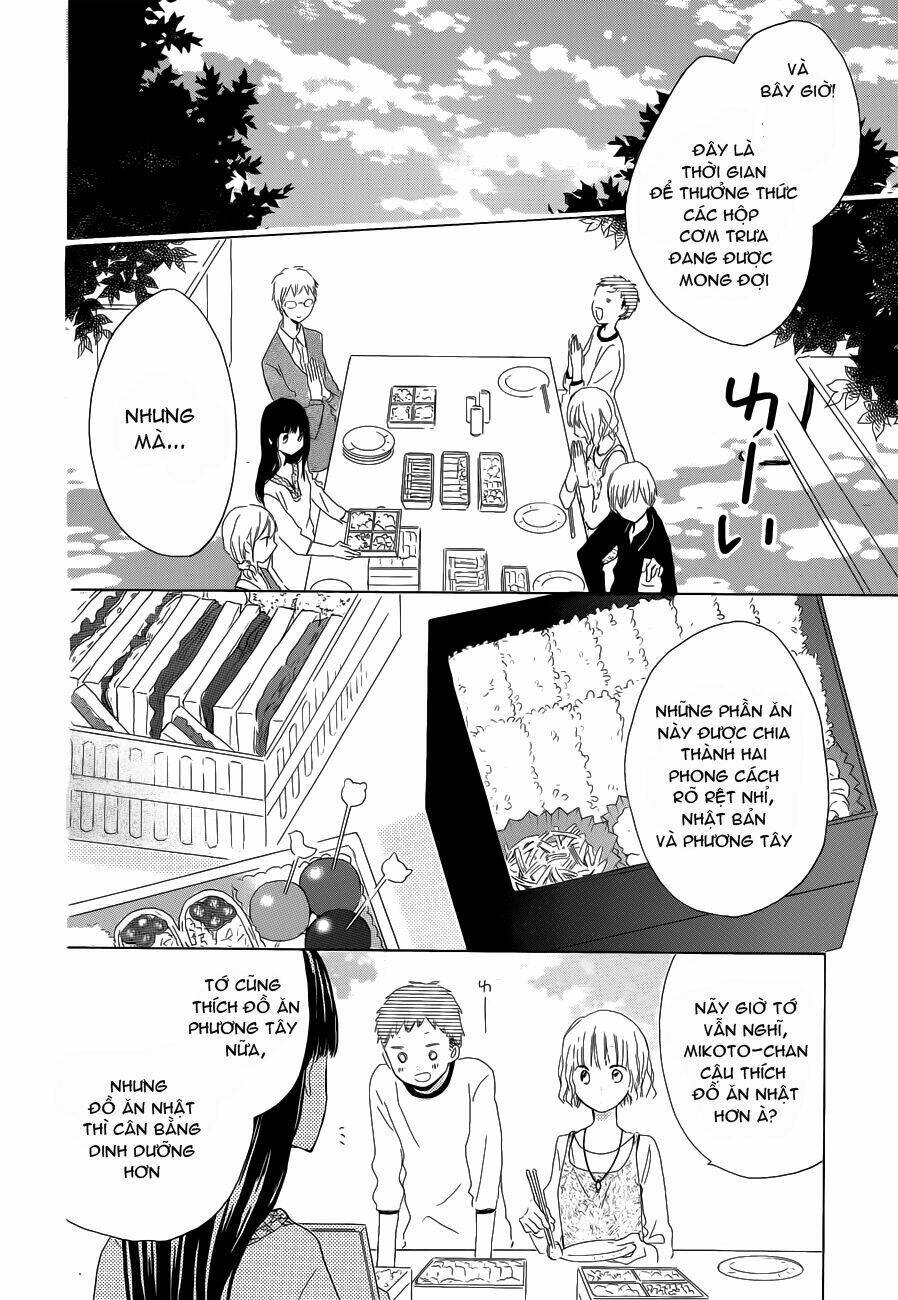 VÀ
BÂY GIỜ!
ĐÂY LÀ
THỜI GIAN
ĐỂ THƯỞNG THỨC
CÁC HỘP
CƠM TRƯA
ĐANG ĐƯỢC
MONG ĐỢI
NHƯNG
MÀ...
わーい
NHỮNG PHẦN ĂN
NÀY ĐƯỢC CHIA
THÀNH HAI
PHONG CÁCH
RÕ RỆT NHỈ,
NHẬT BẢN
VÀ PHƯƠNG TÂY
NÃY GIỜ TỚ
VẪN NGHĨ,
MIKOTO-CHAN
CẬU THÍCH
ĐỒ ĂN NHẬT
HƠN À?
TỚ CŨNG
THÍCH ĐỒ ĂN
PHƯƠNG TÂY
NỮA,
NHƯNG
ĐỒ ĂN NHẬT
THÌ CÂN BẰNG
DINH DƯỠNG
HƠN